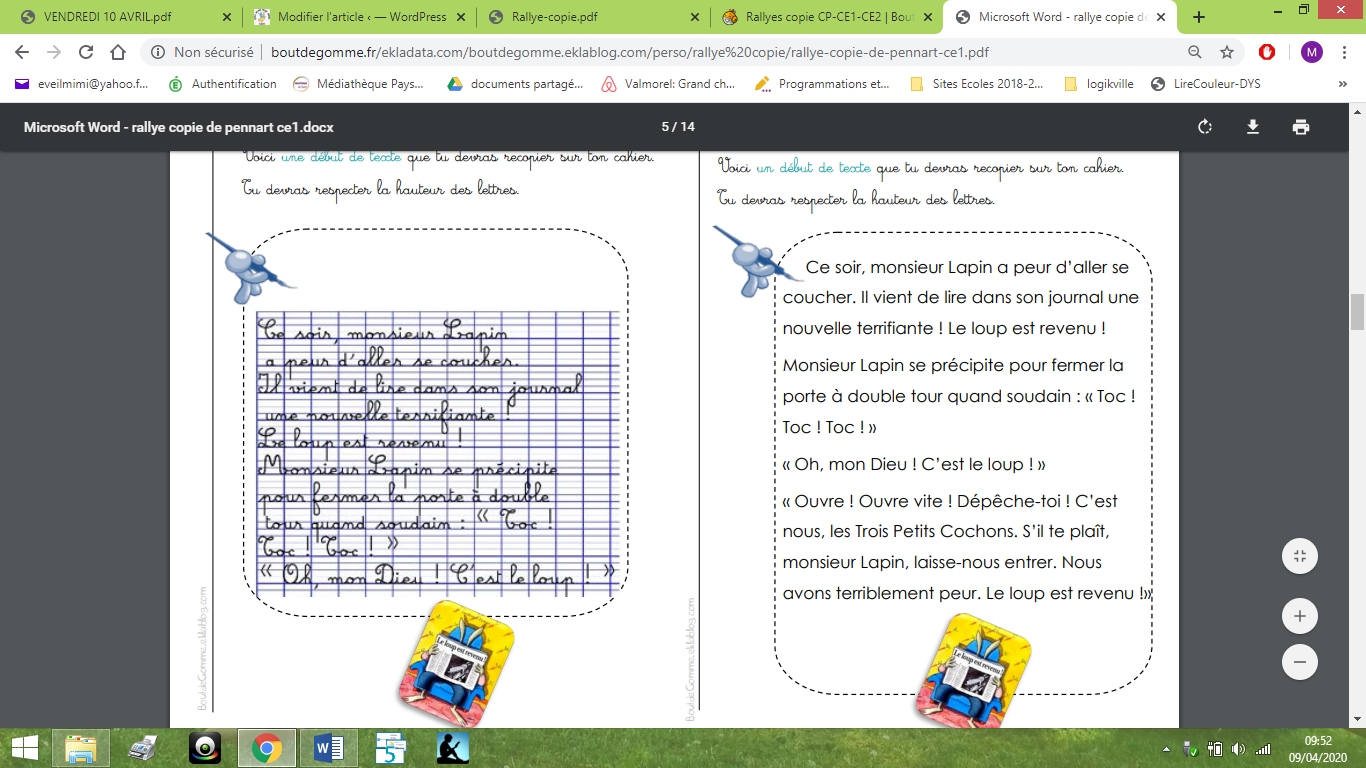 VENDREDI 10 AVRIL.pdf
Modifier l'article ‹ — WordPress
Rallye-copie.pdf
Rallyes copie CP-CE1-CE2 | Bout
Microsoft Word - rallye copie de
Non sécurisé
boutdegomme.fr/ekladata.com/boutdegomme.eklablog.com/perso/rallye%20copie/rallye-copie-de-pennart-ce1.pdf
M
eveilmimi@yahoo.f...
Authentification
Médiathèque Pays...
documents partagé...
Valmorel: Grand ch...
Programmations et...
Sites Ecoles 2018-2...
logikville
LireCouleur-DYS
»
Microsoft Word - rallye copie de pennart ce1.docx
5 / 14
Voici une début de texte que tu devras recopier sur ton cahier.
Tu devras respecter la hauteur des lettres.
Ce soir, monsieur Lapin
a peur d'aller se coucher.
Il vient de lire dans son journal
une nouvelle terrifiante !
Le loup est revenu !
Monsieur Lapin se précipite
pour fermer la porte à double
tour quand soudain : « Toc !
Toc ! Toc ! »
« Oh, mon Dieu ! C'est le loup ! »
BoutdeGomme.eklablog.com
Le loup est revenu !
Voici un début de texte que tu devras recopier sur ton cahier.
Tu devras respecter la hauteur des lettres.
Ce soir, monsieur Lapin a peur d'aller se
coucher. Il vient de lire dans son journal une
nouvelle terrifiante ! Le loup est revenu !
Monsieur Lapin se précipite pour fermer la
porte à double tour quand soudain : « Toc !
Toc ! Toc ! »
« Oh, mon Dieu ! C'est le loup ! »
« Ouvre ! Ouvre vite ! Dépêche-toi ! C'est
nous, les Trois Petits Cochons. S'il te plaît,
monsieur Lapin, laisse-nous entrer. Nous
avons terriblement peur. Le loup est revenu !»
BoutdeGomme.eklablog.com
Le loup est revenu !
5
09:52
09/04/2020